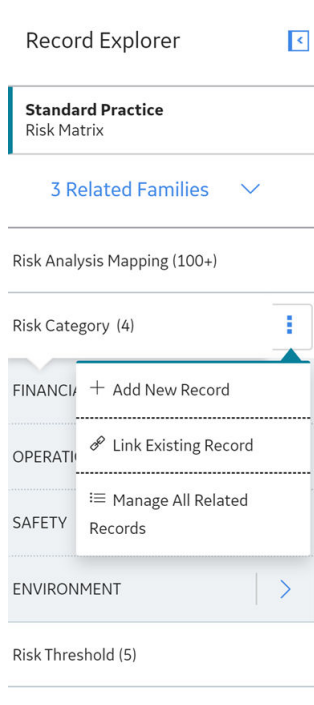 Record Explorer
Standard Practice
Risk Matrix
3 Related Families
Risk Analysis Mapping (100+)
Risk Category (4)
Add New Record
Link Existing Record
Manage All Related
Records
SAFETY
ENVIRONMENT
Risk Threshold (5)